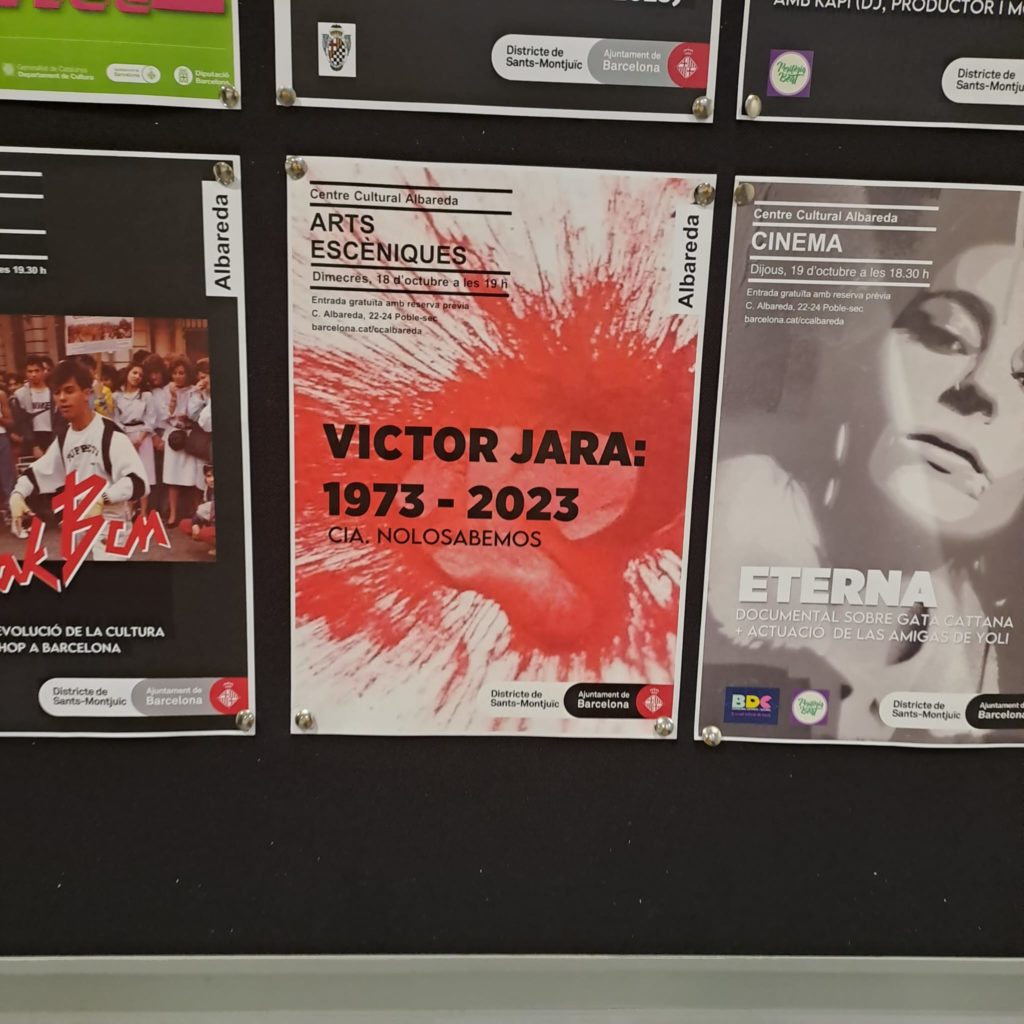 Generalitat de Catalunya
Departament de Cultura
Ajuntament de
Barcelona
Diputació
Barcelona
Districte de
Sants-Montjuïc
Ajuntament de
Barcelona
AMB KAPI (DJ, PRODUCTOR I
Districte de
Sants-Montjuïc
19.30 h
Albareda
BCN
EVOLUCIÓ DE LA CULTURA
HOP A BARCELONA
Districte de
Sants-Montjuïc
Ajuntament de
Barcelona
Centre Cultural Albareda
ARTS
ESCÈNIQUES
Dimecres, 18 d'octubre a les 19 h
Entrada gratuïta amb reserva prèvia
C. Albareda, 22-24 Poble-sec
barcelona.cat/ccalbareda
Albareda
VICTOR JARA:
1973 - 2023
CIA. NOLOSABEMOS
Districte de
Sants-Montjuïc
Ajuntament de
Barcelona
Centre Cultural Albareda
CINEMA
Dijous, 19 d'octubre a les 18.30 h
Entrada gratuïta amb reserva prèvia
C. Albareda, 22-24 Poble-sec
barcelona.cat/ccalbareda
ETERNA
DOCUMENTAL SOBRE GATA CATTANA
+ ACTUACIÓ DE LAS AMIGAS DE YOLI
BDC
Districte de
Sants-Montjuïc
Ajuntament de
Barcelona